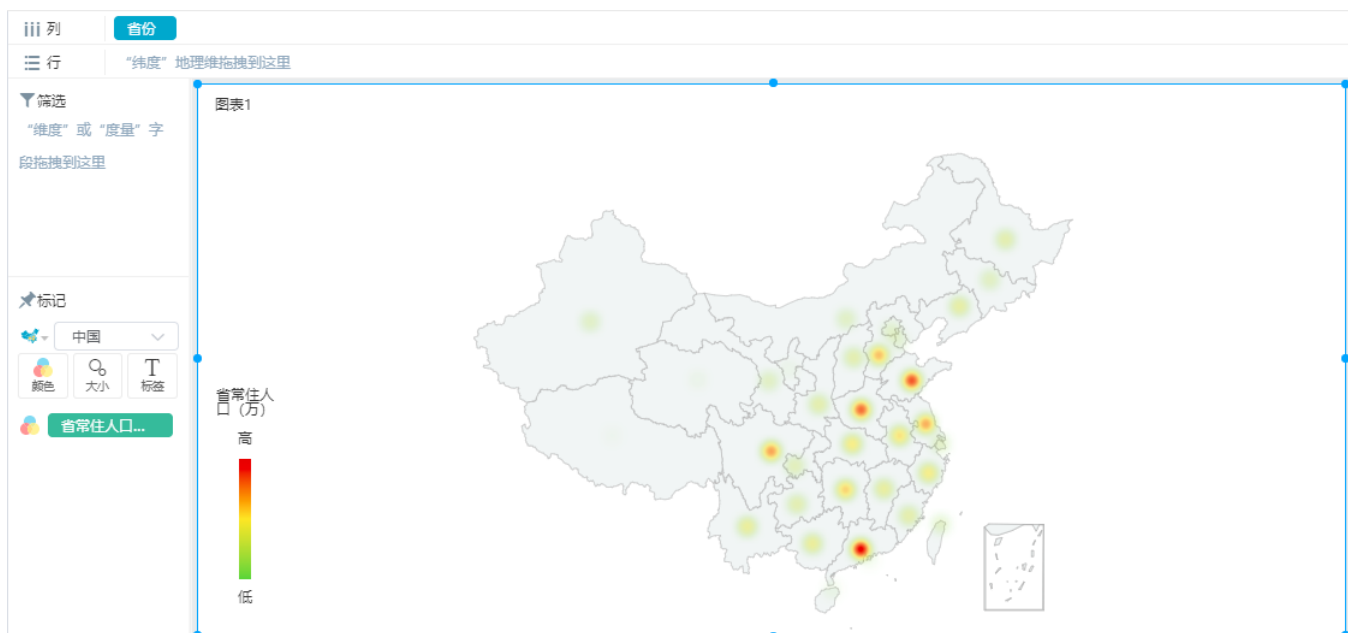 列
省份
行
“纬度”地理维拖拽到这里
筛选
“维度”或“度量”字
段拖拽到这里
图表1
标记
中国
颜色
大小
T
标签
省常住人口...
省常住人
口（万）
高
低